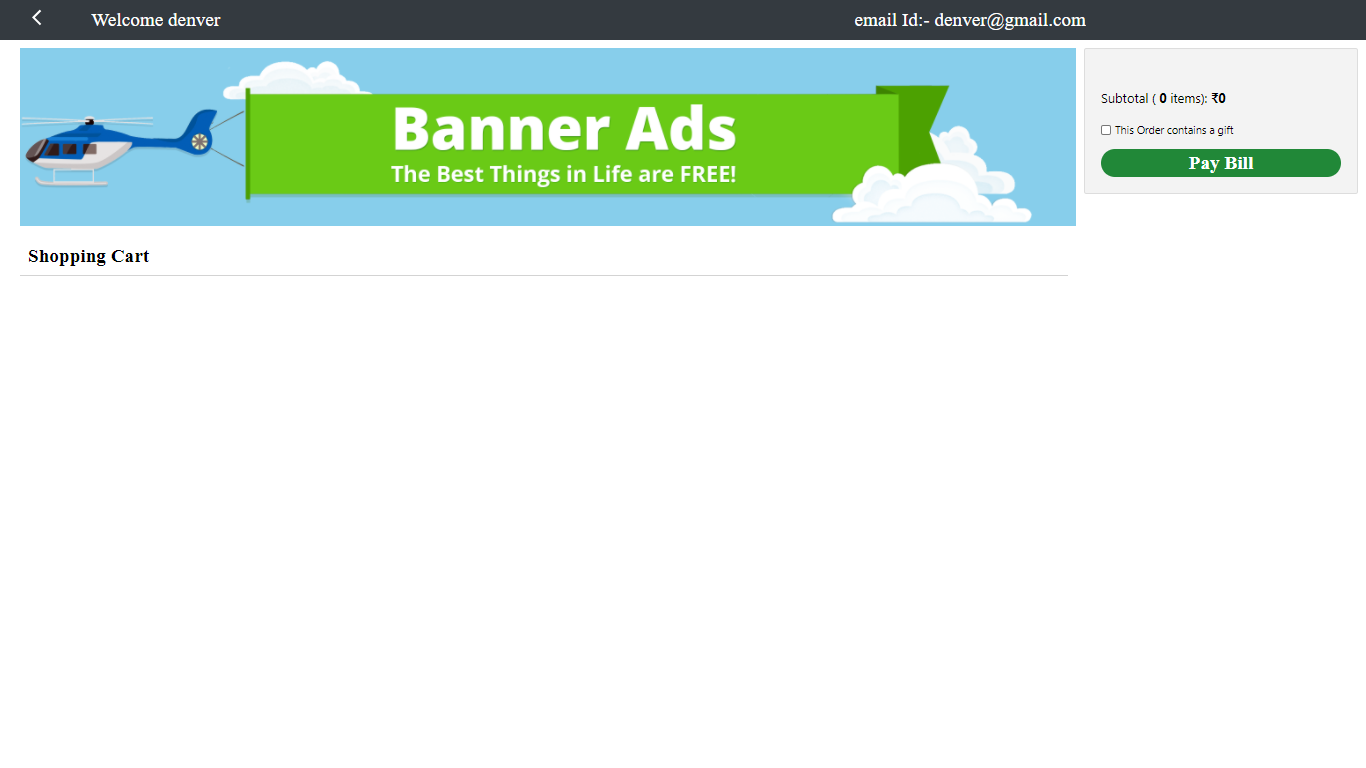 Welcome denver
email Id:- denver@gmail.com
Banner Ads
The Best Things in Life are FREE!
Subtotal ( 0 items): ₹0
This Order contains a gift
Pay Bill
Shopping Cart